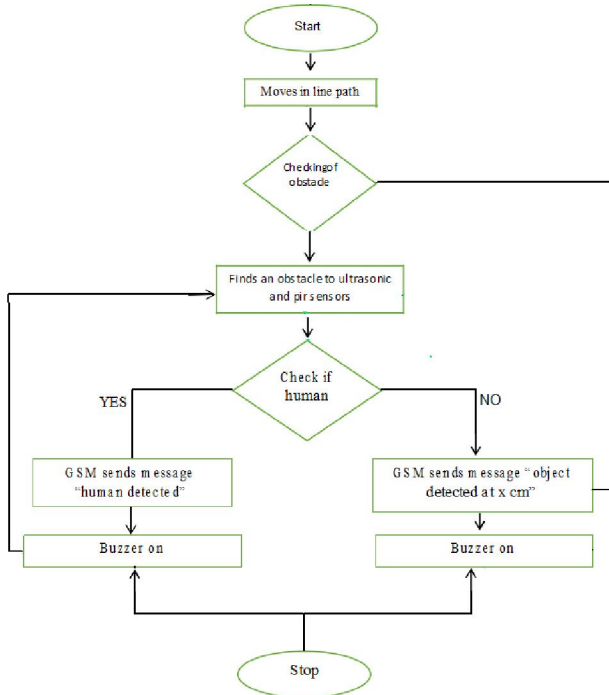 Start
Moves in line path
Checking of
obstacle
Finds an obstacle to ultrasonic
and pir sensors
Check if
human
YES
NO
GSM sends message
“human detected”
GSM sends message “object
detected at x cm”
Buzzer on
Buzzer on
Stop